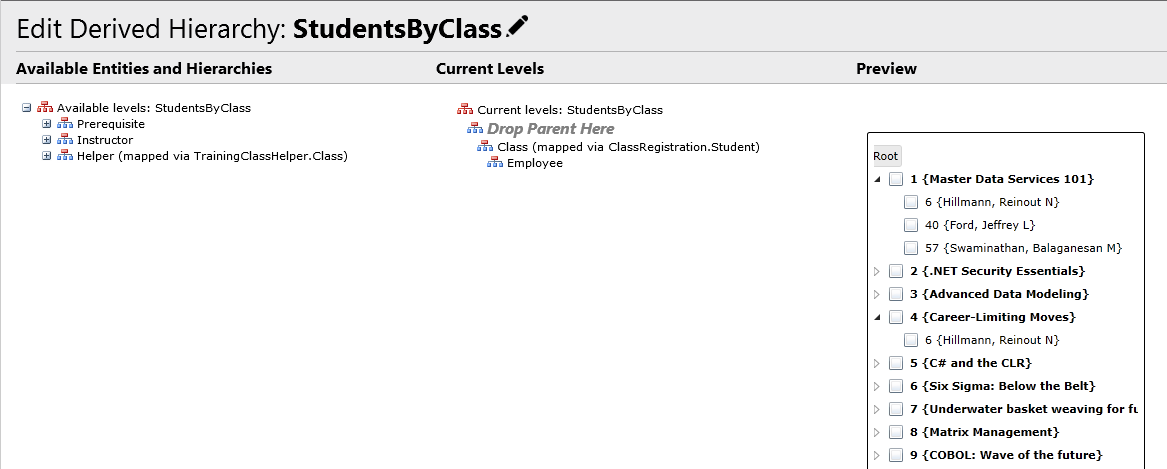 Edit Derived Hierarchy: StudentsByClass
Available Entities and Hierarchies
Current Levels
Preview
Available levels: StudentsByClass
Prerequisite
Instructor
Helper (mapped via TrainingClassHelper.Class)
Current levels: StudentsByClass
Drop Parent Here
Class (mapped via ClassRegistration.Student)
Employee
Root
1 {Master Data Services 101}
6 {Hillmann, Reinout N}
40 {Ford, Jeffrey L}
57 {Swaminathan, Balaganesan M}
2 {.NET Security Essentials}
3 {Advanced Data Modeling}
4 {Career-Limiting Moves}
6 {Hillmann, Reinout N}
5 {C# and the CLR}
6 {Six Sigma: Below the Belt}
7 {Underwater basket weaving for
8 {Matrix Management}
9 {COBOL: Wave of the future}